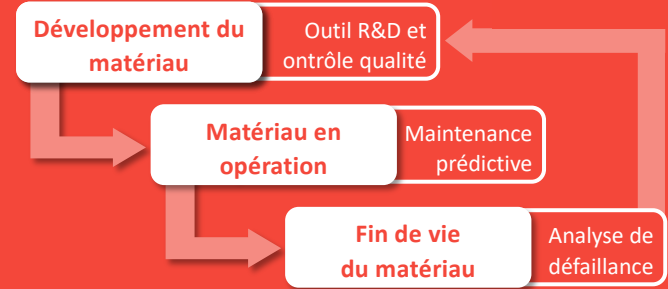 Développement du
matériau
Outil R&D et
ontrôle qualité
Matériau en
opération
Maintenance
prédictive
Fin de vie
du matériau
Analyse de
défaillance